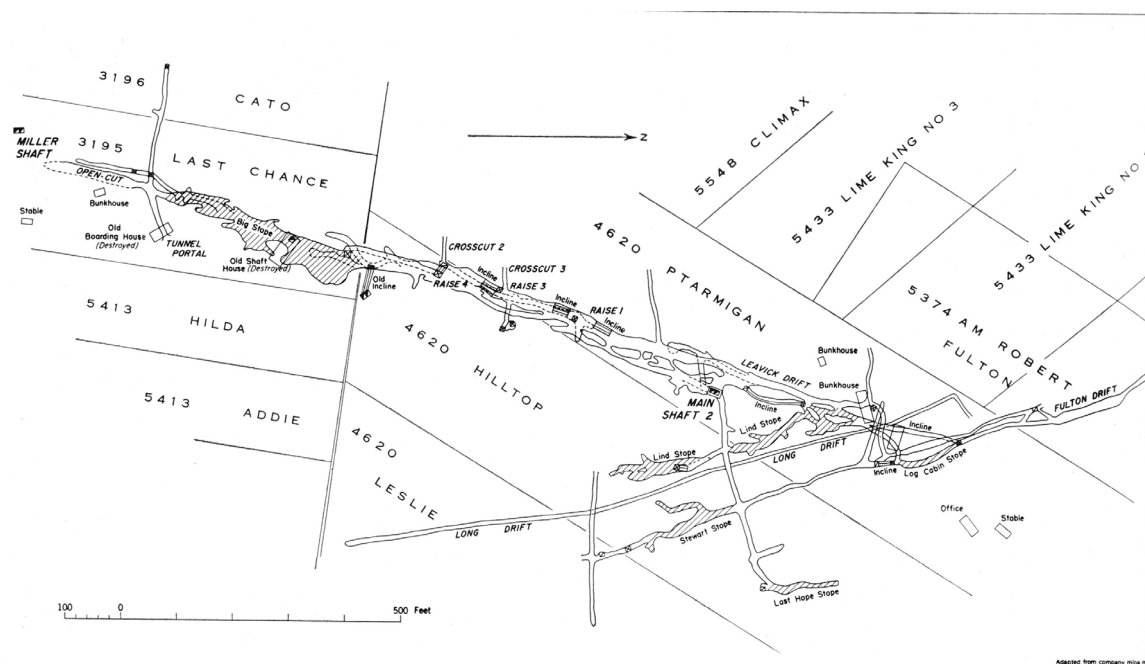 3196
CATO
MILLER
SHAFT
3195
LAST CHANCE
OPEN-CUT
Bunkhouse
Stable
Old
Boarding House
(Destroyed)
TUNNEL
PORTAL
Big Stope
Old Shaft
House (Destroyed)
Old
Incline
5413
HILDA
5413
ADDIE
4620
HILLTOP
4620
LESLIE
Z
CROSSCUT 2
CROSSCUT 3
Incline
RAISE 4
RAISE 3
Incline
RAISE 1
Incline
4620
PTARMIGAN
5548 CLIMAX
5433 LIME KING NO 3
5433 LIME KING NO
5374 AM ROBERT
FULTON
LEAVICK DRIFT
Bunkhouse
Bunkhouse
MAIN
SHAFT 2
Incline
Lind Stope
Lind Stope
LONG DRIFT
LONG DRIFT
Incline
Incline
Log Cabin Stope
FULTON DRIFT
Stewart Stope
Last Hope Stope
Office
Stable
100 0 500 Feet